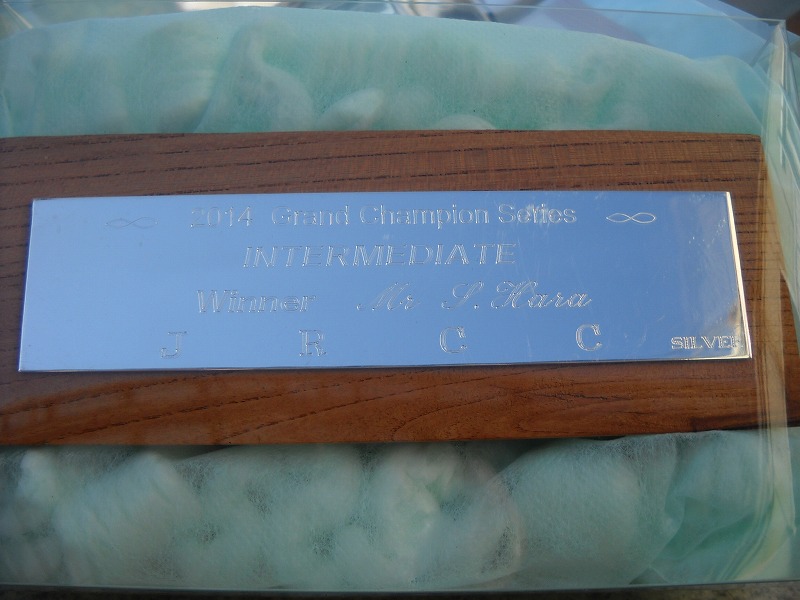 2014 Grand Champion Series
INTERMEDIATE
Winner Mr S. Hara
J R C C SILVER